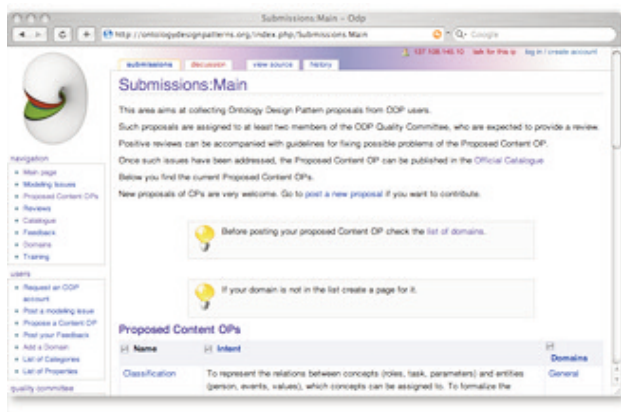 Submissions:Main – Odp
http://ontologydesignpatterns.org/index.php/Submissions:Main
Google
137.108.145.10 talk for this ip log in / create account
submissions discussion view source history
Submissions:Main
This area aims at collecting Ontology Design Pattern proposals from ODP users.
Such proposals are assigned to at least two members of the ODP Quality Committee, who are expected to provide a review.
Positive reviews can be accompanied with guidelines for fixing possible problems of the Proposed Content OP.
Once such issues have been addressed, the Proposed Content OP can be published in the Official Catalogue
Below you find the current Proposed Content OPs.
New proposals of OPs are very welcome. Go to post a new proposal if you want to contribute.
Before posting your proposed Content OP check the list of domains.
If your domain is not in the list create a page for it.
Proposed Content OPs
Name Intent Domains
Classification To represent the relations between concepts (roles, task, parameters) and entities General
(person, events, values), which concepts can be assigned to. To formalize the
navigation
Main page
Modeling Issues
Proposed Content OPs
Reviews
Catalogue
Feedback
Domains
Training
users
Request an ODP
account
Post a modeling issue
Propose a Content OP
Post your Feedback
Add a Domain
List of Categories
List of Properties
quality committee